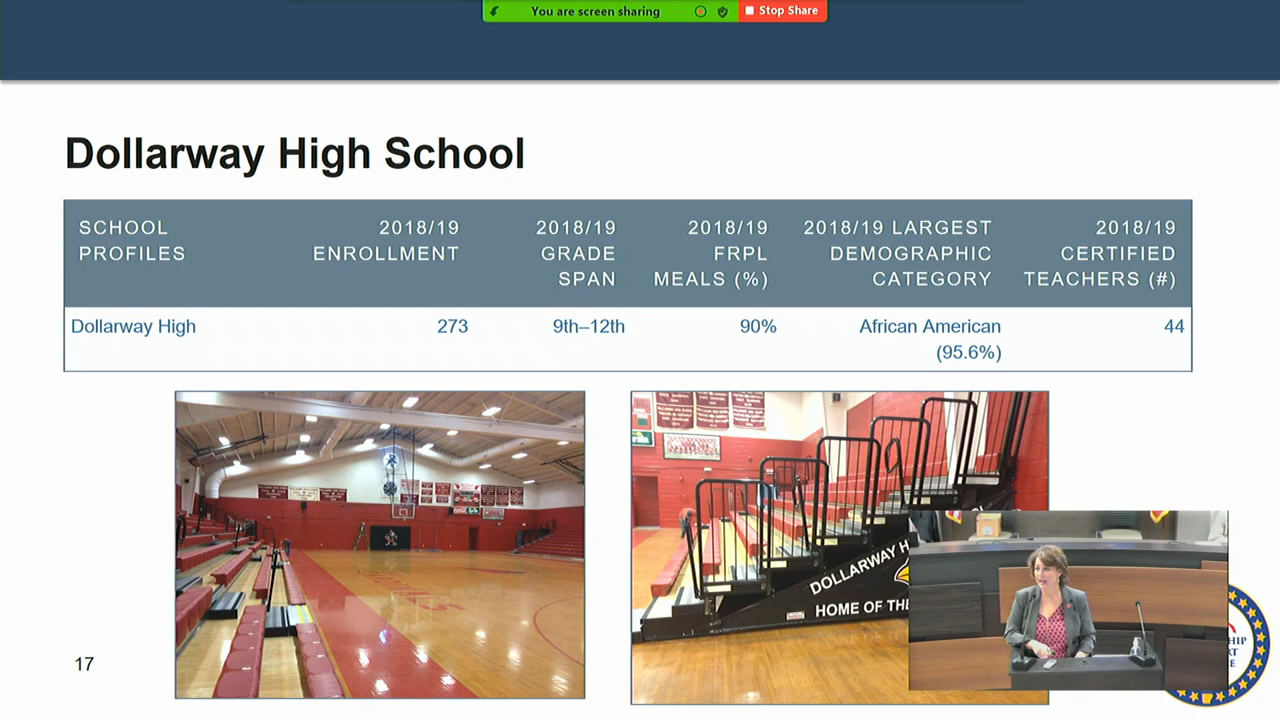 You are screen sharing
Stop Share
Dollarway High School
SCHOOL PROFILES
2018/19 ENROLLMENT
2018/19 GRADE SPAN
2018/19 FRPL MEALS (%)
2018/19 LARGEST DEMOGRAPHIC CATEGORY
2018/19 CERTIFIED TEACHERS (#)
Dollarway High
273
9th–12th
90%
African American (95.6%)
44
DOLLARWAY H
HOME OF TH
17